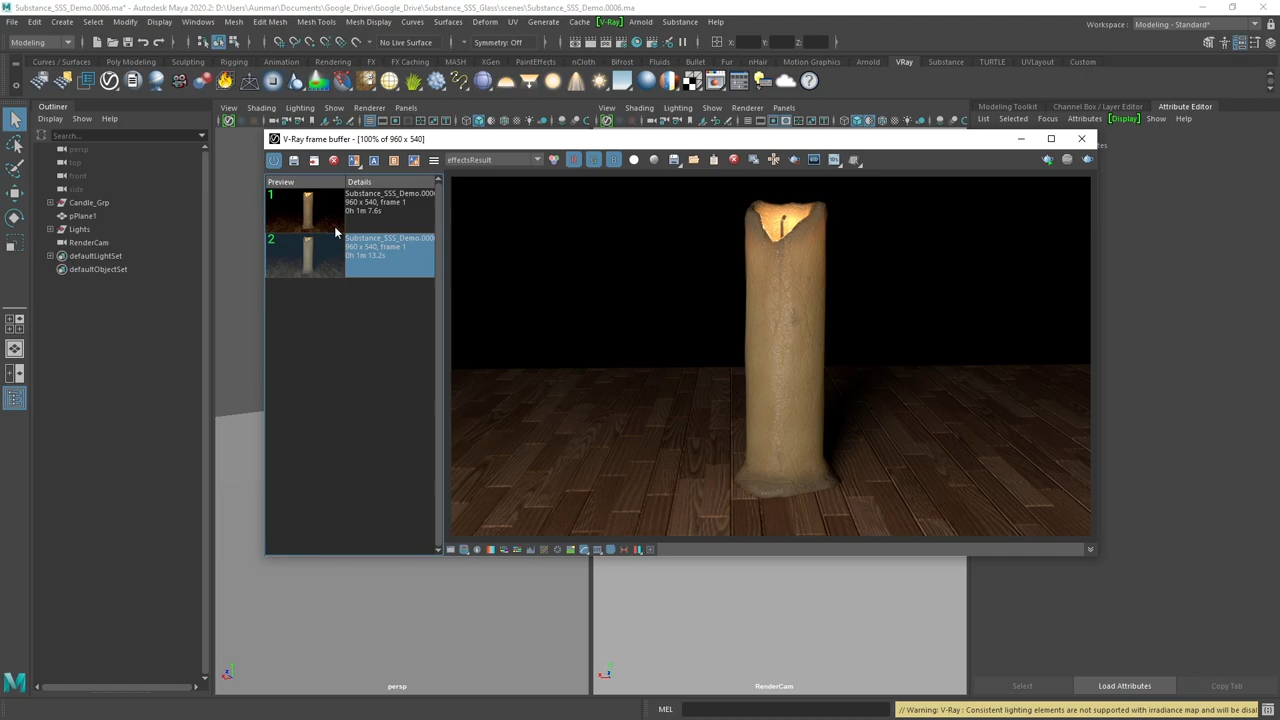 Substance_SSS_Demo.0006.ma* - Autodesk Maya 2020.2: D:\Users\Aunmar\Documents\Google_Drive\Google_Drive\Substance_SSS_Glass\scenes\Substance_SSS_Demo.0006.ma
File Edit Create Select Modify Display Windows Mesh Edit Mesh Mesh Tools Mesh Display Curves Surfaces Deform UV Generate Cache [V-Ray] Arnold Substance Help
Workspace : Modeling - Standard*
Modeling No Live Surface Symmetry: Off X: Y: Z:
Curves / Surfaces Poly Modeling Sculpting Rigging Animation Rendering FX FX Caching MASH XGen PaintEffects nCloth Bifrost Fluids Bullet Fur nHair Motion Graphics Arnold VRay Substance TURTLE UVLayout Custom
Outliner
Display Show Help
Search...
persp
top
front
side
Candle_Grp
pPlane1
Lights
RenderCam
defaultLightSet
defaultObjectSet
View Shading Lighting Show Renderer Panels
View Shading Lighting Show Renderer Panels
Modeling Toolkit Channel Box / Layer Editor Attribute Editor
List Selected Focus Attributes [Display] Show Help
V-Ray frame buffer - [100% of 960 x 540]
effectsResult
Preview Details
1
Substance_SSS_Demo.000
960 x 540, frame 1
0h 1m 7.6s
2
Substance_SSS_Demo.000
960 x 540, frame 1
0h 1m 13.2s
persp
RenderCam
Select Load Attributes Copy Tab
MEL
// Warning: V-Ray : Consistent lighting elements are not supported with irradiance map and will be disal